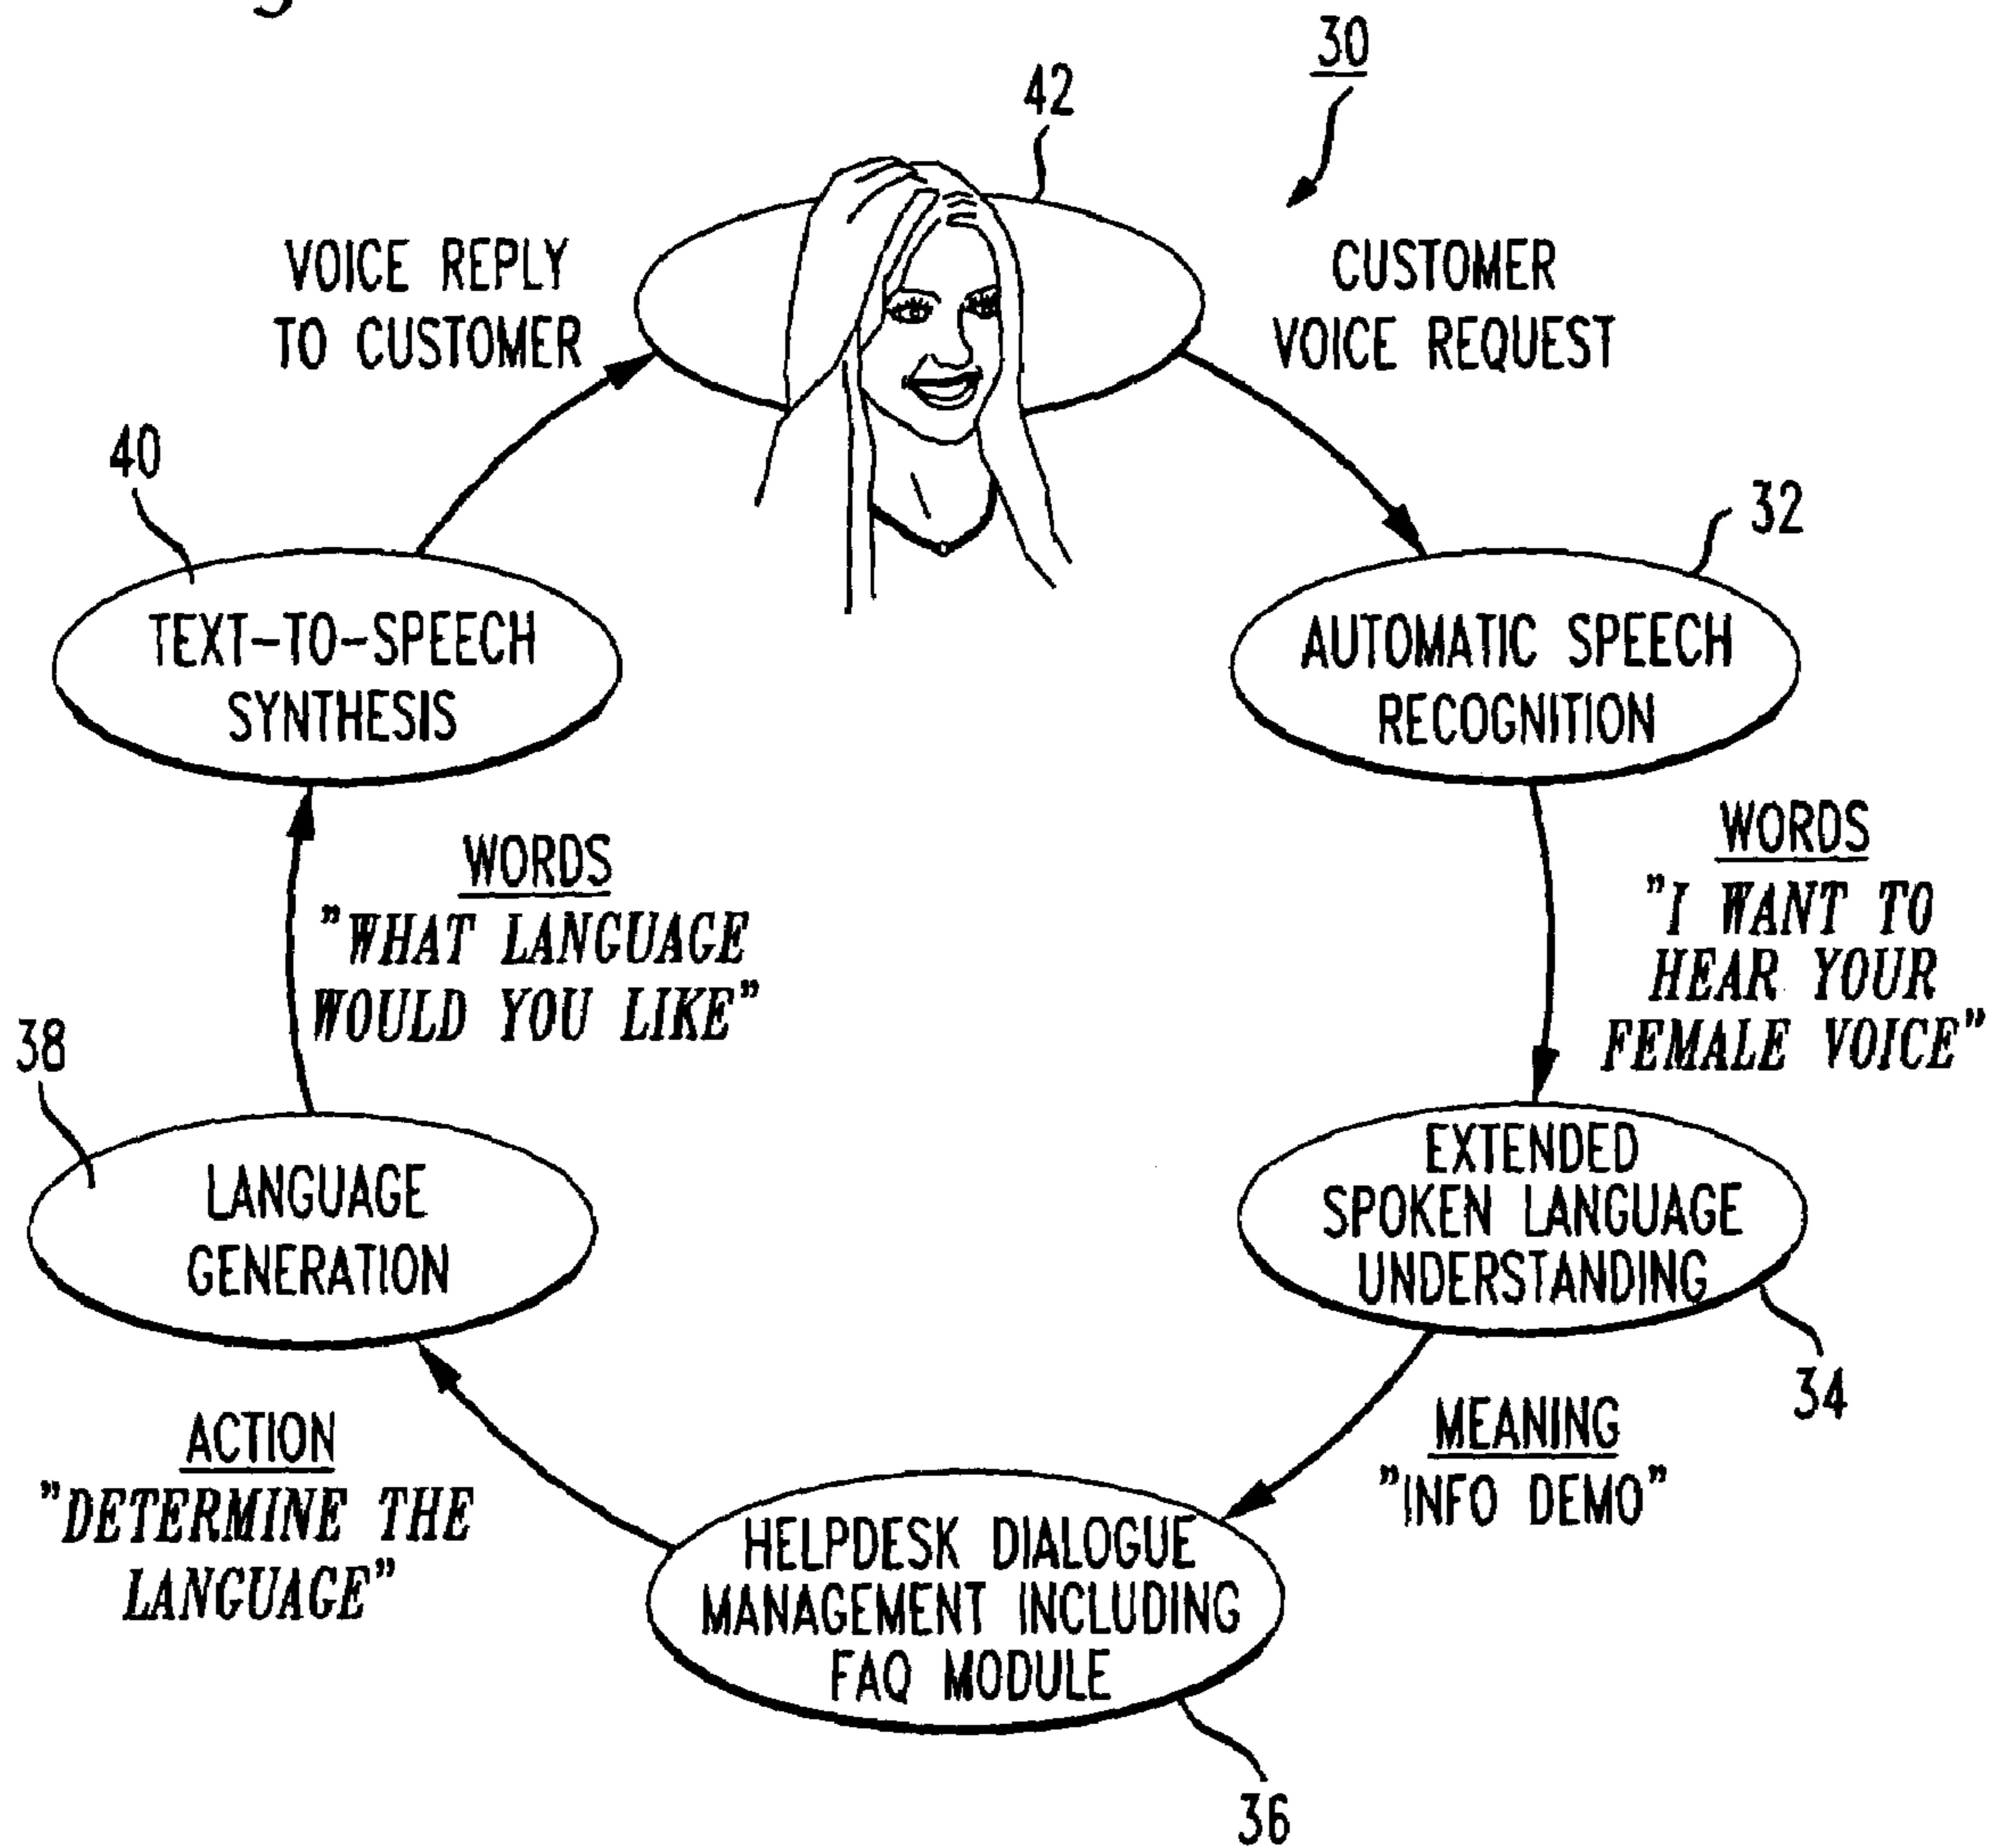 30
42
VOICE REPLY
TO CUSTOMER
CUSTOMER
VOICE REQUEST
40
32
TEXT-TO-SPEECH
SYNTHESIS
AUTOMATIC SPEECH
RECOGNITION
WORDS
"WHAT LANGUAGE
WOULD YOU LIKE"
WORDS
"I WANT TO
HEAR YOUR
FEMALE VOICE"
38
LANGUAGE
GENERATION
EXTENDED
SPOKEN LANGUAGE
UNDERSTANDING
34
ACTION
"DETERMINE THE
LANGUAGE"
MEANING
"INFO DEMO"
HELPDESK DIALOGUE
MANAGEMENT INCLUDING
FAQ MODULE
36